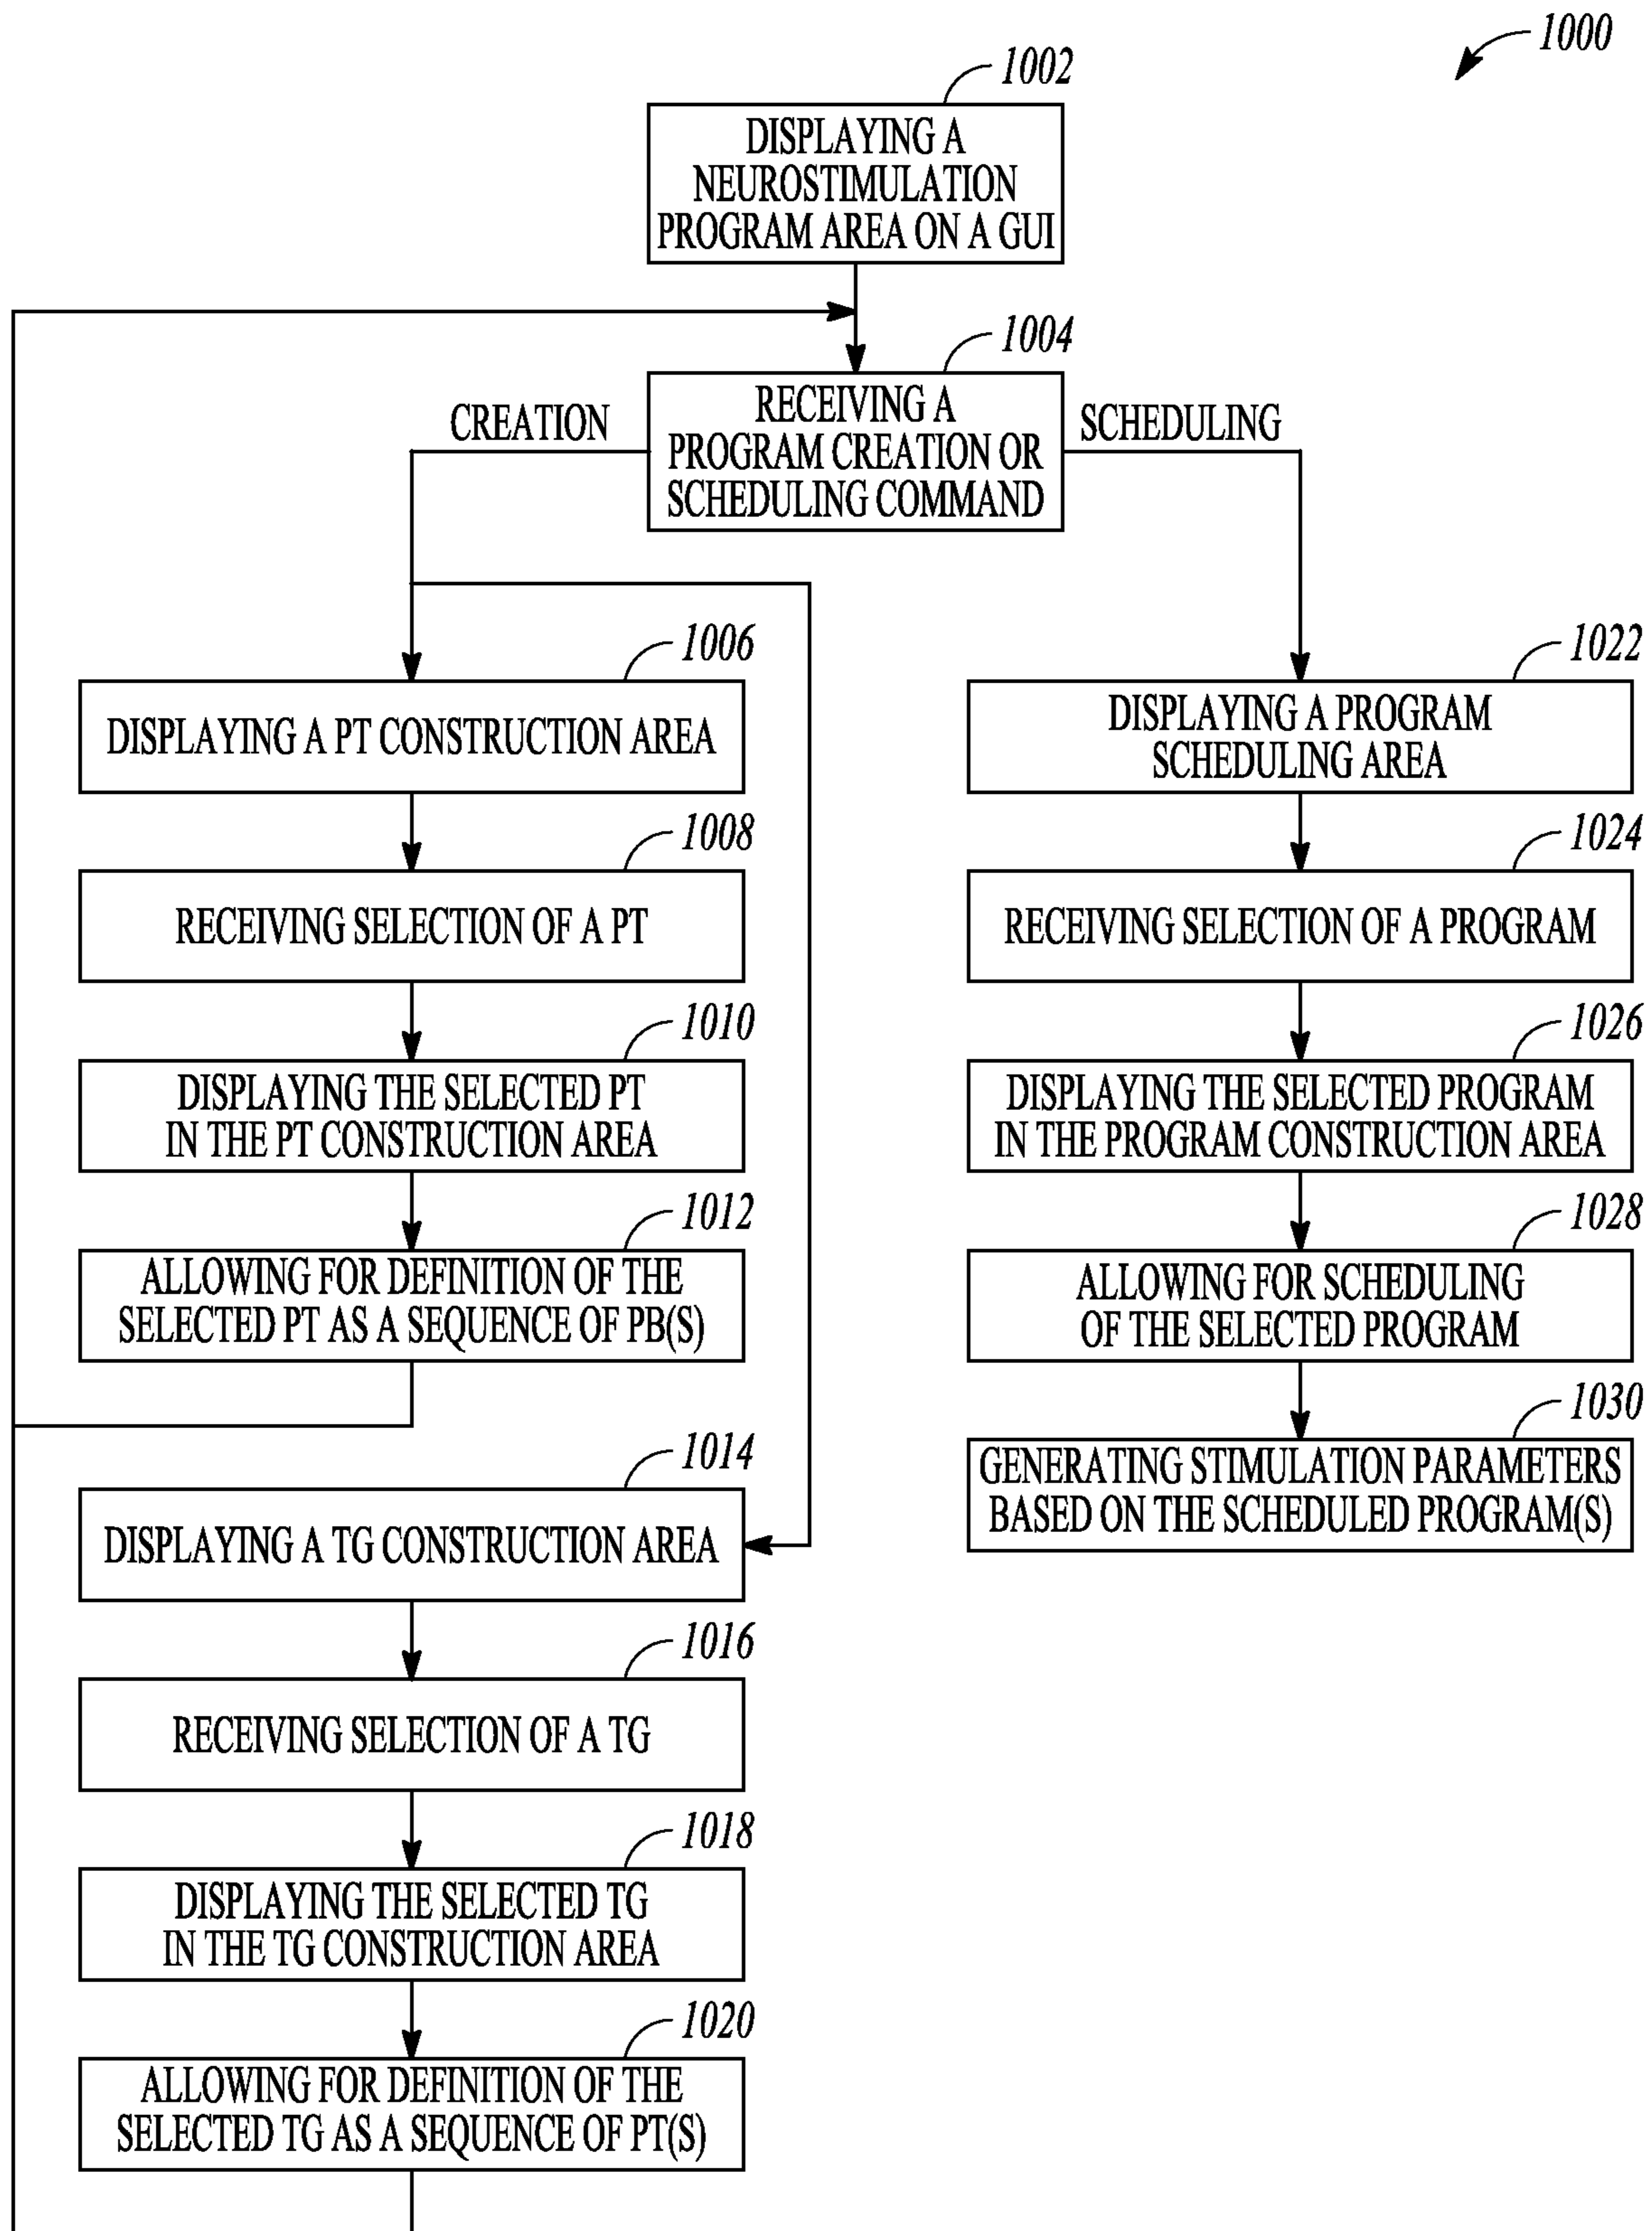 1000
1002
DISPLAYING A
NEUROSTIMULATION
PROGRAM AREA ON A GUI
1004
RECEIVING A
PROGRAM CREATION OR
SCHEDULING COMMAND
CREATION
SCHEDULING
1006
DISPLAYING A PT CONSTRUCTION AREA
1008
RECEIVING SELECTION OF A PT
1010
DISPLAYING THE SELECTED PT
IN THE PT CONSTRUCTION AREA
1012
ALLOWING FOR DEFINITION OF THE
SELECTED PT AS A SEQUENCE OF PB(S)
1014
DISPLAYING A TG CONSTRUCTION AREA
1016
RECEIVING SELECTION OF A TG
1018
DISPLAYING THE SELECTED TG
IN THE TG CONSTRUCTION AREA
1020
ALLOWING FOR DEFINITION OF THE
SELECTED TG AS A SEQUENCE OF PT(S)
1022
DISPLAYING A PROGRAM
SCHEDULING AREA
1024
RECEIVING SELECTION OF A PROGRAM
1026
DISPLAYING THE SELECTED PROGRAM
IN THE PROGRAM CONSTRUCTION AREA
1028
ALLOWING FOR SCHEDULING
OF THE SELECTED PROGRAM
1030
GENERATING STIMULATION PARAMETERS
BASED ON THE SCHEDULED PROGRAM(S)